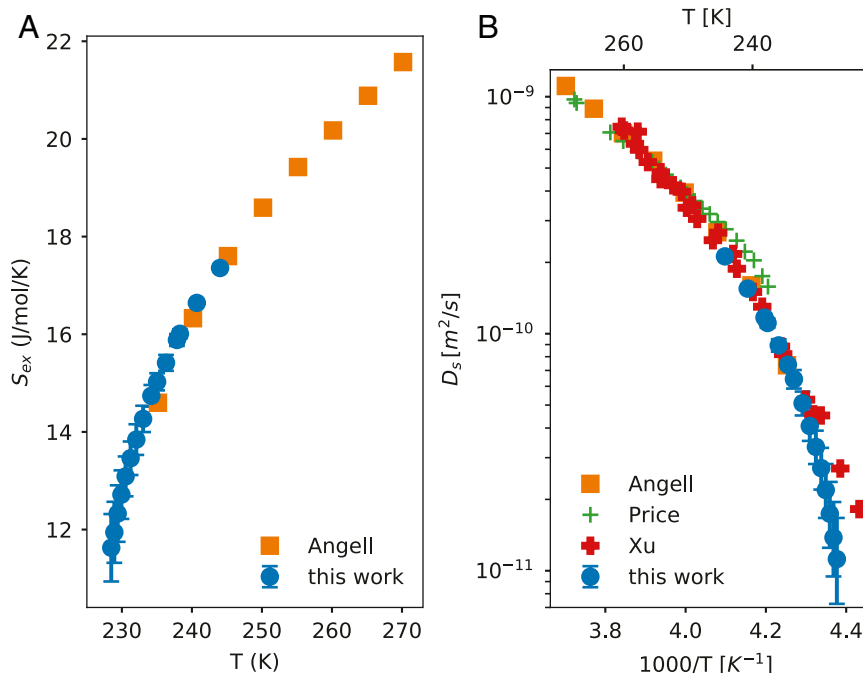 A
S_ex (J/mol/K)
22
20
18
16
14
12
230
240
250
260
270
T (K)
Angell
this work
B
T [K]
260
240
D_s [m²/s]
10⁻⁹
10⁻¹⁰
10⁻¹¹
3.8
4.0
4.2
4.4
1000/T [K⁻¹]
Angell
Price
Xu
this work